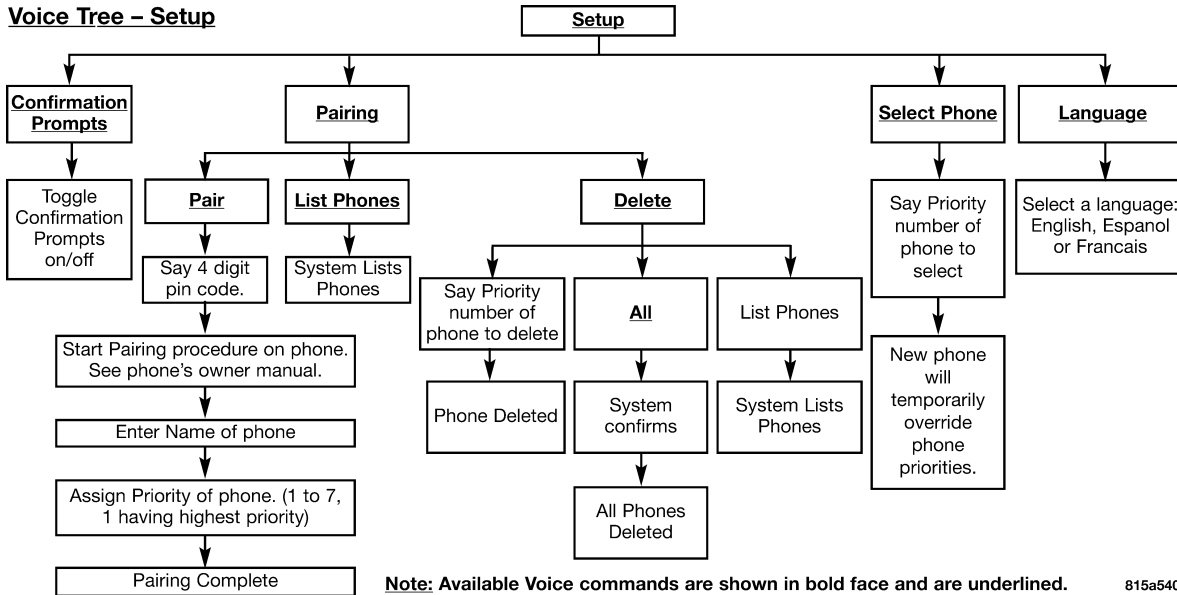 Voice Tree – Setup
Setup
Confirmation
Prompts
Pairing
Select Phone
Language
Toggle
Confirmation
Prompts
on/off
Pair
List Phones
Delete
Say Priority
number of
phone to
select
Select a language:
English, Espanol
or Francais
Say 4 digit
pin code.
System Lists
Phones
Say Priority
number of
phone to delete
All
List Phones
Start Pairing procedure on phone.
See phone's owner manual.
New phone
will
temporarily
override
phone
priorities.
Phone Deleted
System
confirms
System Lists
Phones
Enter Name of phone
Assign Priority of phone. (1 to 7,
1 having highest priority)
All Phones
Deleted
Pairing Complete
Note: Available Voice commands are shown in bold face and are underlined.
815a540